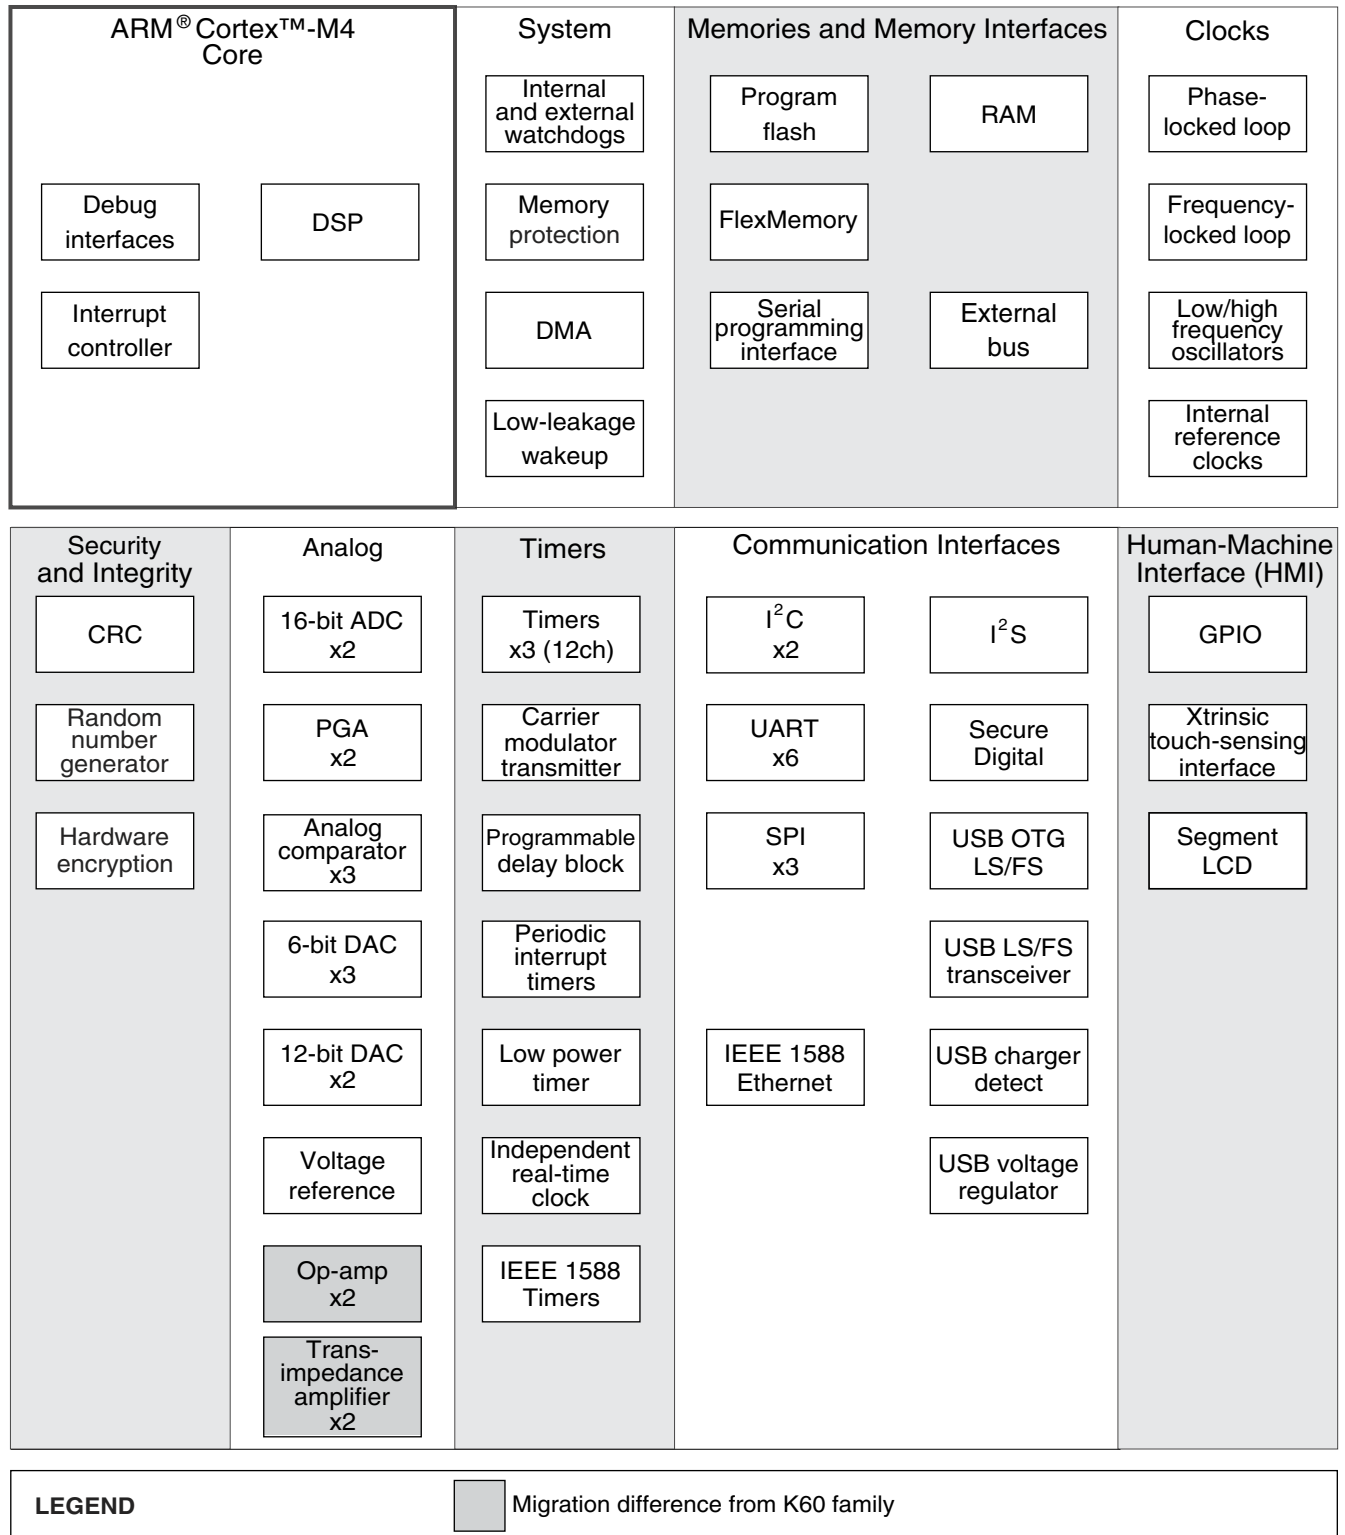 ARM® Cortex™-M4
Core
Debug
interfaces
DSP
Interrupt
controller
System
Internal
and external
watchdogs
Memory
protection
DMA
Low-leakage
wakeup
Memories and Memory Interfaces
Program
flash
RAM
FlexMemory
Serial
programming
interface
External
bus
Clocks
Phase-
locked loop
Frequency-
locked loop
Low/high
frequency
oscillators
Internal
reference
clocks
Security
and Integrity
CRC
Random
number
generator
Hardware
encryption
Analog
16-bit ADC
x2
PGA
x2
Analog
comparator
x3
6-bit DAC
x3
12-bit DAC
x2
Voltage
reference
Op-amp
x2
Trans-
impedance
amplifier
x2
Timers
Timers
x3 (12ch)
Carrier
modulator
transmitter
Programmable
delay block
Periodic
interrupt
timers
Low power
timer
Independent
real-time
clock
IEEE 1588
Timers
Communication Interfaces
I²C
x2
I²S
UART
x6
Secure
Digital
SPI
x3
USB OTG
LS/FS
USB LS/FS
transceiver
IEEE 1588
Ethernet
USB charger
detect
USB voltage
regulator
Human-Machine
Interface (HMI)
GPIO
Xtrinsic
touch-sensing
interface
Segment
LCD
LEGEND
Migration difference from K60 family